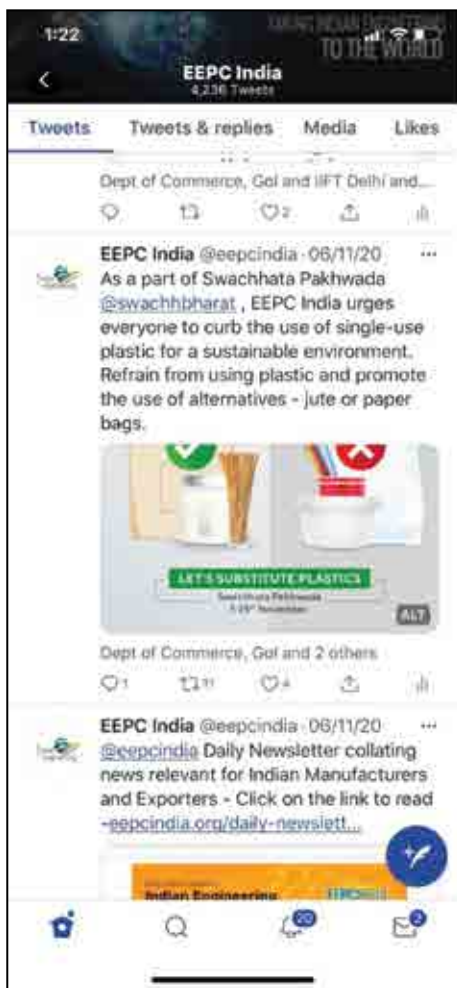 1:22
TO THE WORLD
EEPC India
4,236 Tweets
Tweets Tweets & replies Media Likes
Dept of Commerce, GoI and IIFT Delhi and...
2
EEPC India @eepcindia · 06/11/20 ...
As a part of Swachhata Pakhwada
@swachhbharat , EEPC India urges
everyone to curb the use of single-use
plastic for a sustainable environment.
Refrain from using plastic and promote
the use of alternatives - jute or paper
bags.
LET'S SUBSTITUTE PLASTICS
Swachhata Pakhwada
November
ALT
Dept of Commerce, GoI and 2 others
1 11 4
EEPC India @eepcindia · 06/11/20 ...
@eepcindia Daily Newsletter collating
news relevant for Indian Manufacturers
and Exporters - Click on the link to read
-eepcindia.org/daily-newslett...
Indian Engineering
20 2